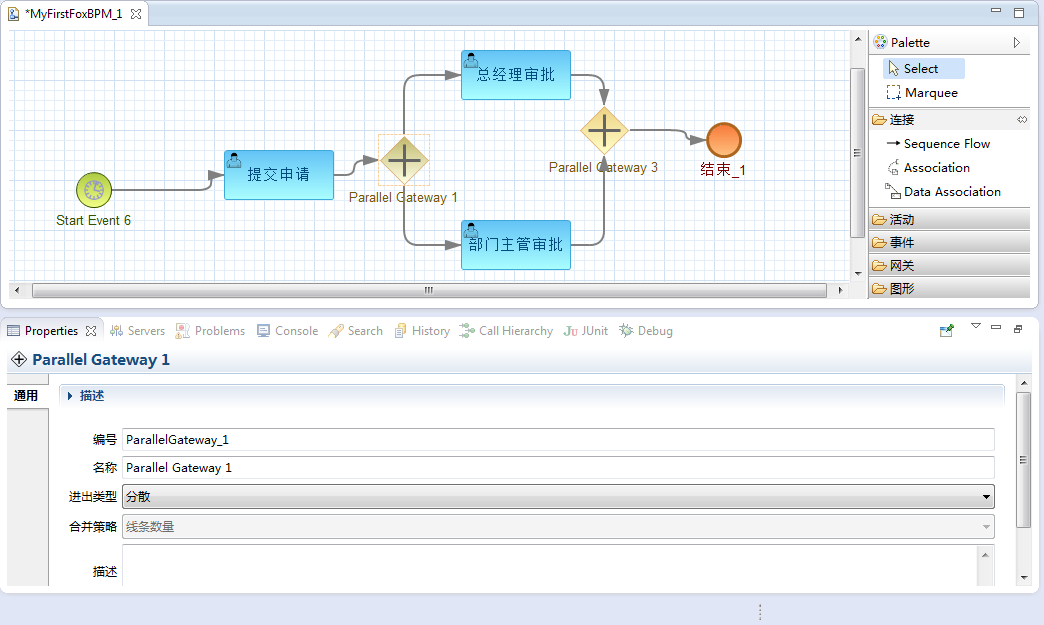 *MyFirstFoxBPM_1
总经理审批
提交申请
部门主管审批
Start Event 6
Parallel Gateway 1
Parallel Gateway 3
结束_1
Palette
Select
Marquee
连接
Sequence Flow
Association
Data Association
活动
事件
网关
图形
Properties Servers Problems Console Search History Call Hierarchy JUnit Debug
Parallel Gateway 1
通用
描述
编号 ParallelGateway_1
名称 Parallel Gateway 1
进出类型 分散
合并策略 线条数量
描述